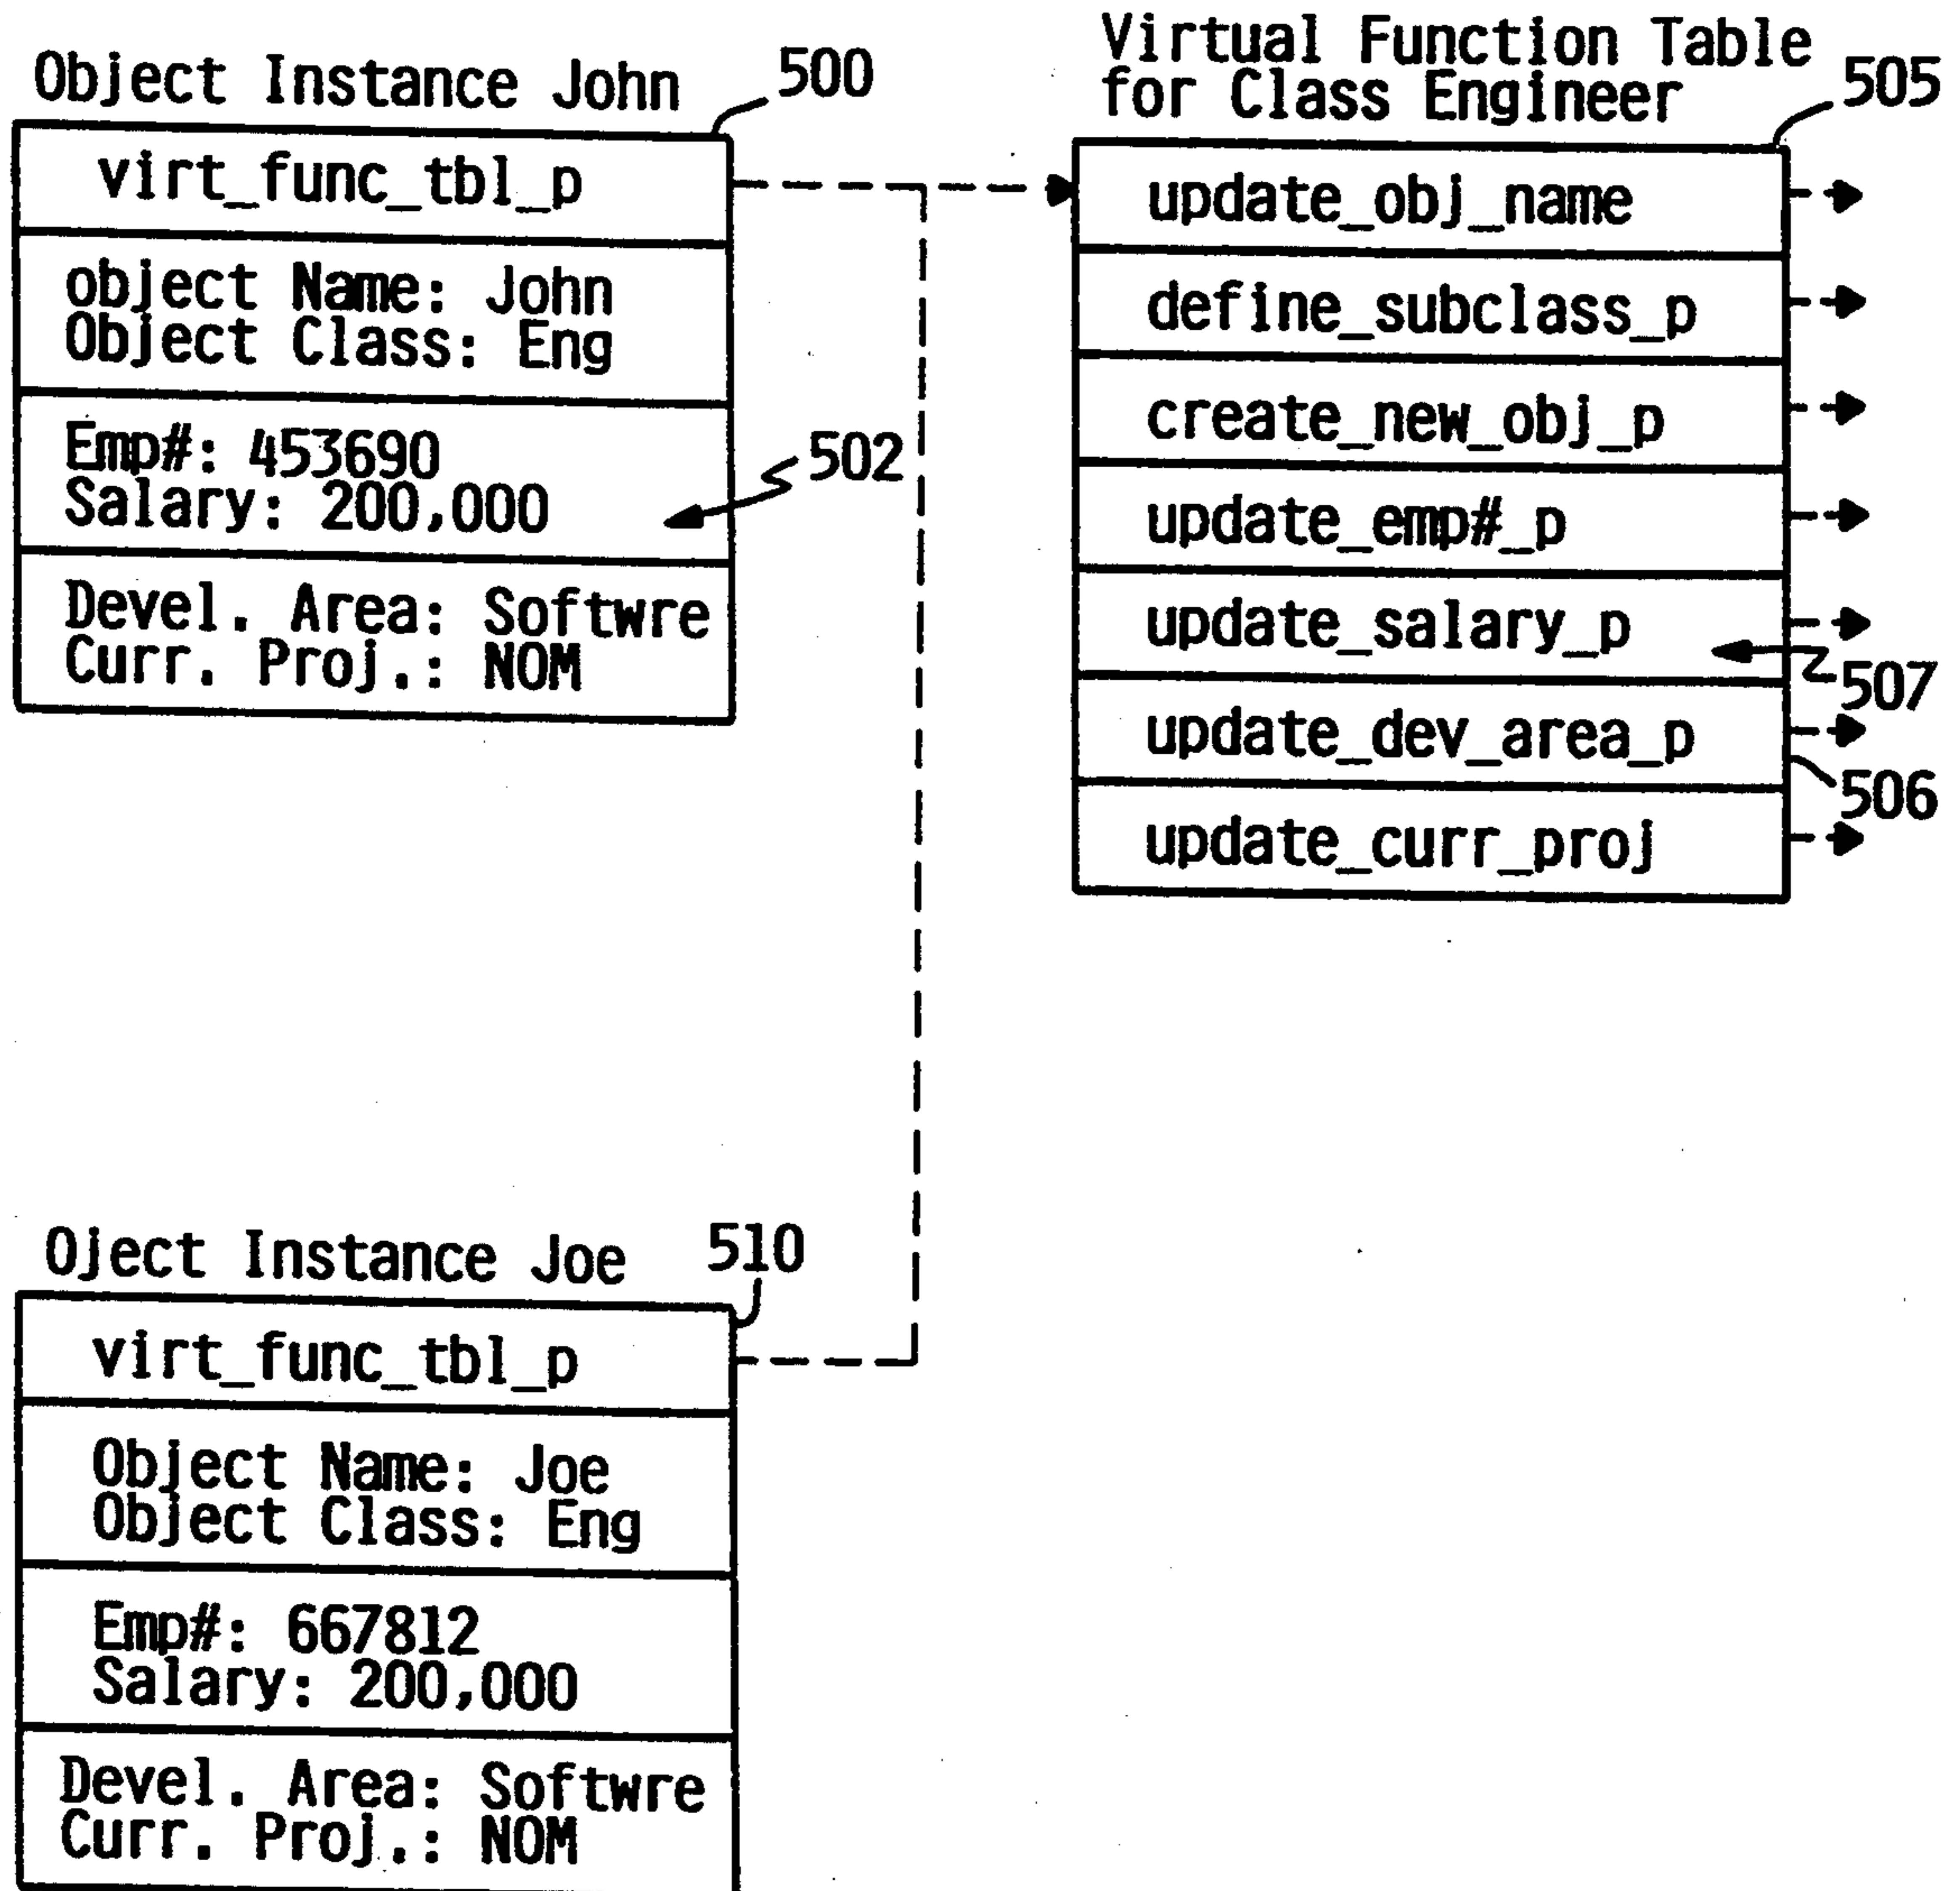 Object Instance John
500
virt_func_tbl_p
object Name: John
Object Class: Eng
Emp#: 453690
Salary: 200,000
502
Devel. Area: Softwre
Curr. Proj.: NOM
Virtual Function Table
for Class Engineer
505
update_obj_name
define_subclass_p
create_new_obj_p
update_emp#_p
update_salary_p
507
update_dev_area_p
506
update_curr_proj
Oject Instance Joe
510
virt_func_tbl_p
Object Name: Joe
Object Class: Eng
Emp#: 667812
Salary: 200,000
Devel. Area: Softwre
Curr. Proj.: NOM